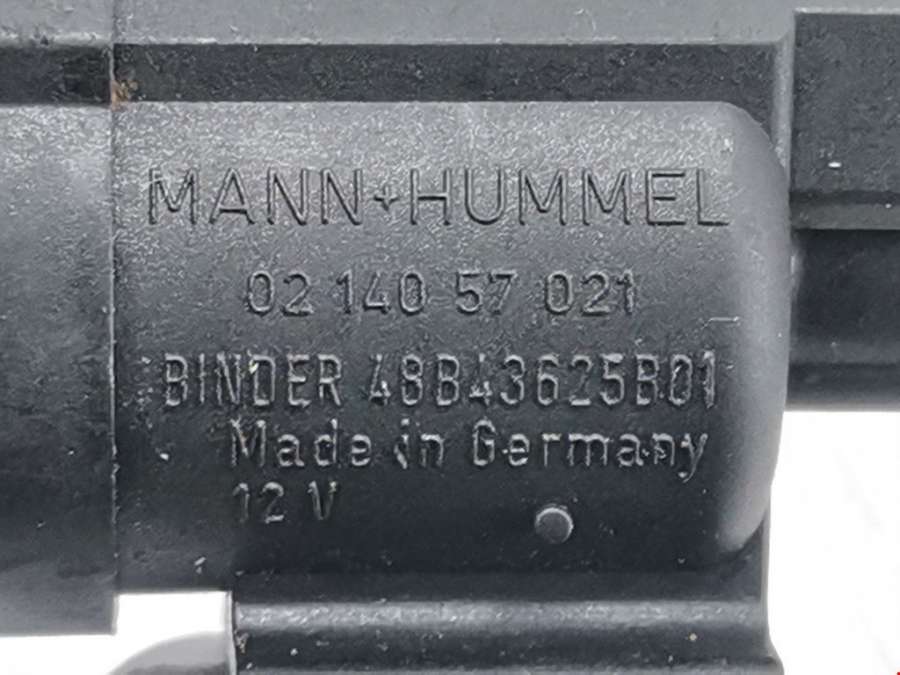 MANN+HUMMEL
02 140 57 021
BINDER 48B43625B01
Made in Germany
12 V